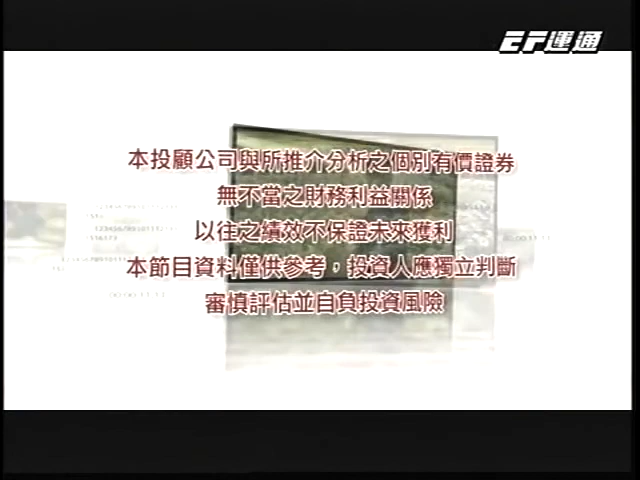 EF運通
本投顧公司與所推介分析之個別有價證券
無不當之財務利益關係
以往之績效不保證未來獲利
本節目資料僅供參考，投資人應獨立判斷
審慎評估並自負投資風險